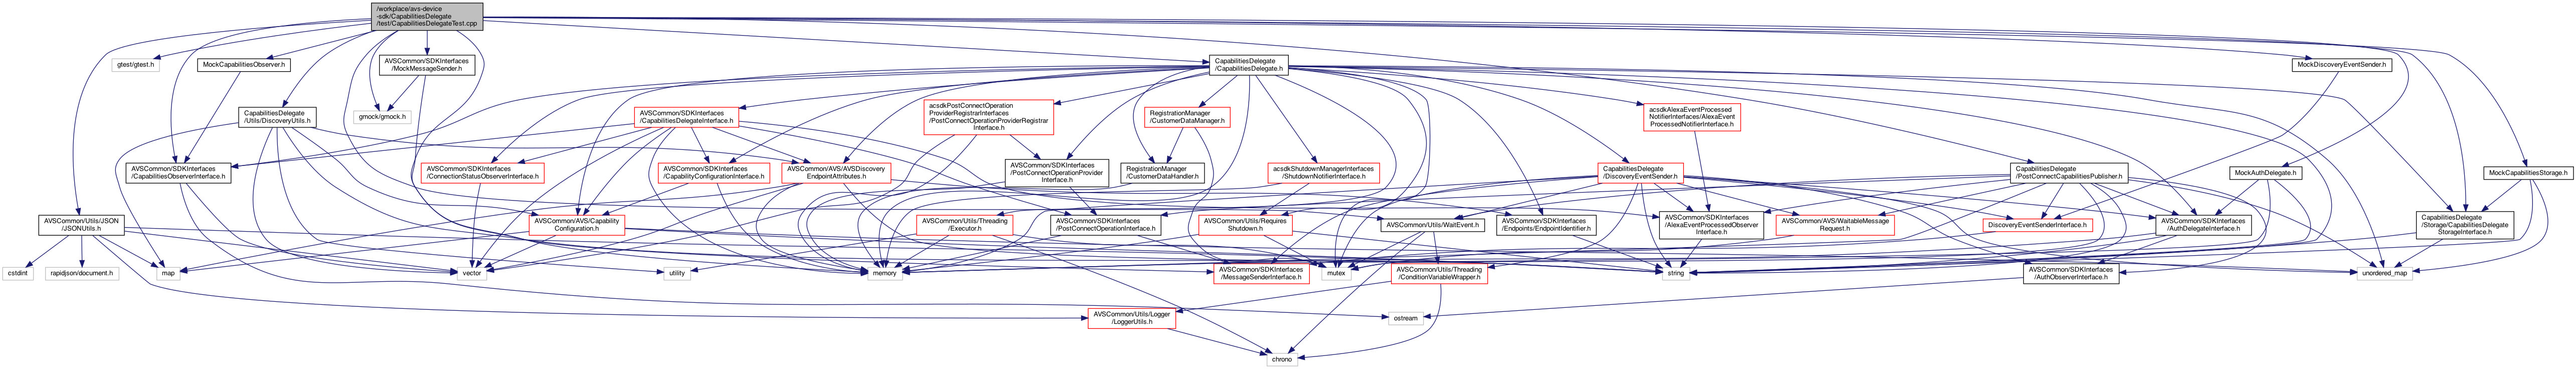 /workplace/avs-device
-sdk/CapabilitiesDelegate
/test/CapabilitiesDelegateTest.cpp
gtest/gtest.h
MockCapabilitiesObserver.h
AVSCommon/SDKInterfaces
/MockMessageSender.h
CapabilitiesDelegate
/CapabilitiesDelegate.h
MockDiscoveryEventSender.h
CapabilitiesDelegate
/Utils/DiscoveryUtils.h
gmock/gmock.h
AVSCommon/SDKInterfaces
/CapabilitiesDelegateInterface.h
acsdkPostConnectOperation
ProviderRegistrarInterfaces
/PostConnectOperationProviderRegistrar
Interface.h
RegistrationManager
/CustomerDataManager.h
acsdkAlexaEventProcessed
NotifierInterfaces/AlexaEvent
ProcessedNotifierInterface.h
AVSCommon/SDKInterfaces
/CapabilitiesObserverInterface.h
AVSCommon/SDKInterfaces
/ConnectionStatusObserverInterface.h
AVSCommon/SDKInterfaces
/CapabilityConfigurationInterface.h
AVSCommon/AVS/AVSDiscovery
EndpointAttributes.h
AVSCommon/SDKInterfaces
/PostConnectOperationProvider
Interface.h
RegistrationManager
/CustomerDataHandler.h
acsdkShutdownManagerInterfaces
/ShutdownNotifierInterface.h
CapabilitiesDelegate
/DiscoveryEventSender.h
CapabilitiesDelegate
/PostConnectCapabilitiesPublisher.h
MockAuthDelegate.h
MockCapabilitiesStorage.h
AVSCommon/Utils/JSON
/JSONUtils.h
AVSCommon/AVS/Capability
Configuration.h
AVSCommon/Utils/Threading
/Executor.h
AVSCommon/SDKInterfaces
/PostConnectOperationInterface.h
AVSCommon/Utils/Requires
Shutdown.h
AVSCommon/Utils/WaitEvent.h
AVSCommon/SDKInterfaces
/Endpoints/EndpointIdentifier.h
AVSCommon/SDKInterfaces
/AlexaEventProcessedObserver
Interface.h
AVSCommon/AVS/WaitableMessage
Request.h
DiscoveryEventSenderInterface.h
AVSCommon/SDKInterfaces
/AuthDelegateInterface.h
CapabilitiesDelegate
/Storage/CapabilitiesDelegate
StorageInterface.h
cstdint
rapidjson/document.h
map
vector
utility
memory
AVSCommon/SDKInterfaces
/MessageSenderInterface.h
mutex
AVSCommon/Utils/Threading
/ConditionVariableWrapper.h
string
AVSCommon/SDKInterfaces
/AuthObserverInterface.h
unordered_map
AVSCommon/Utils/Logger
/LoggerUtils.h
ostream
chrono